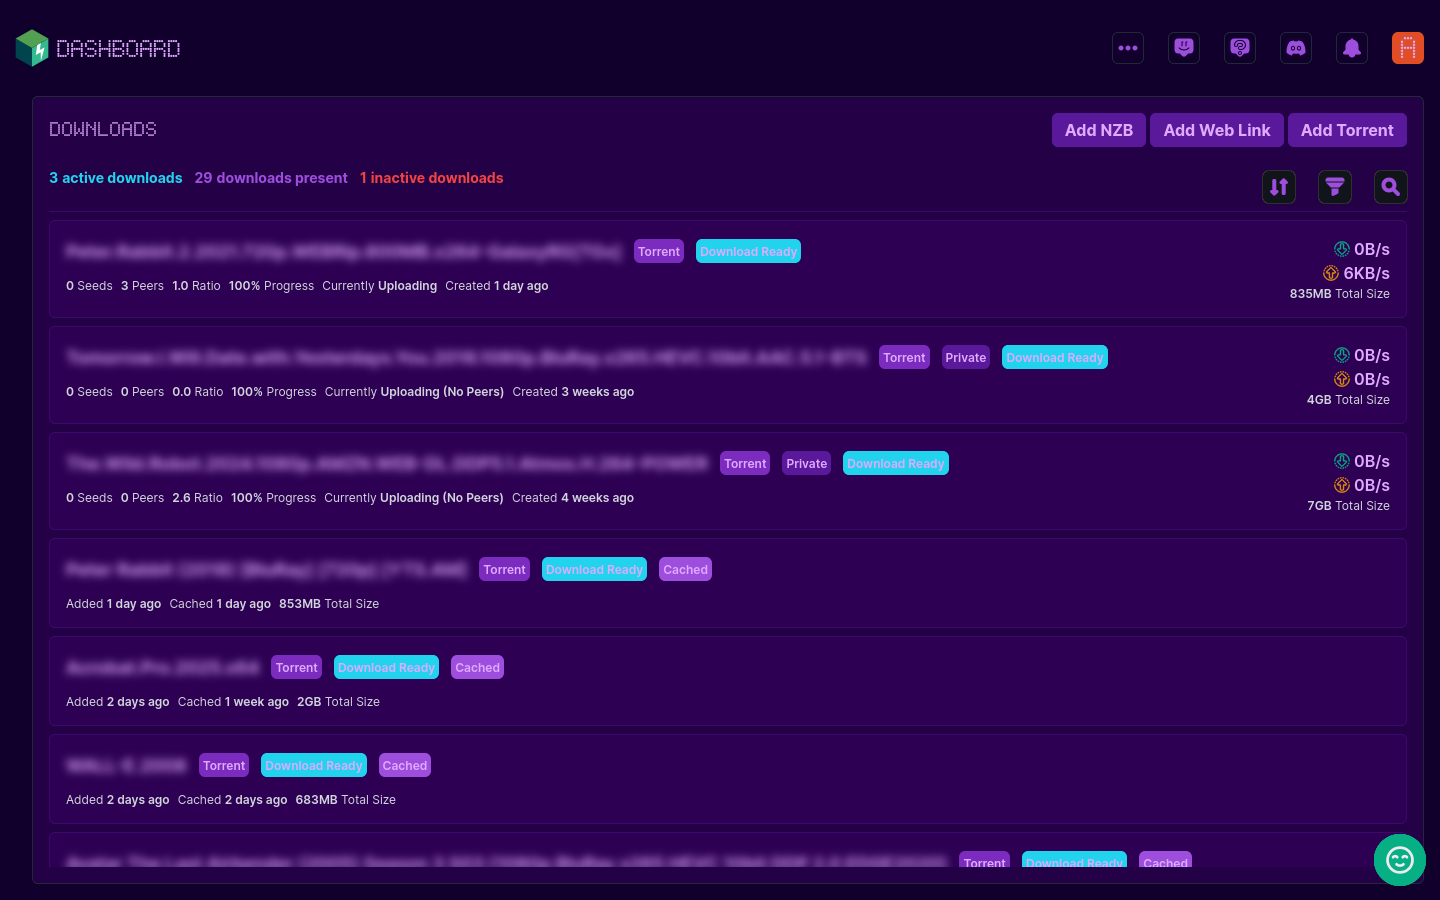 DASHBOARD
A
DOWNLOADS
Add NZB Add Web Link Add Torrent
3 active downloads 29 downloads present 1 inactive downloads
Torrent Download Ready
0B/s
6KB/s
0 Seeds 3 Peers 1.0 Ratio 100% Progress Currently Uploading Created 1 day ago
835MB Total Size
Torrent Private Download Ready
0B/s
0B/s
0 Seeds 0 Peers 0.0 Ratio 100% Progress Currently Uploading (No Peers) Created 3 weeks ago
4GB Total Size
Torrent Private Download Ready
0B/s
0B/s
0 Seeds 0 Peers 2.6 Ratio 100% Progress Currently Uploading (No Peers) Created 4 weeks ago
7GB Total Size
Torrent Download Ready Cached
Added 1 day ago Cached 1 day ago 853MB Total Size
Torrent Download Ready Cached
Added 2 days ago Cached 1 week ago 2GB Total Size
Torrent Download Ready Cached
Added 2 days ago Cached 2 days ago 683MB Total Size
Torrent Download Ready Cached